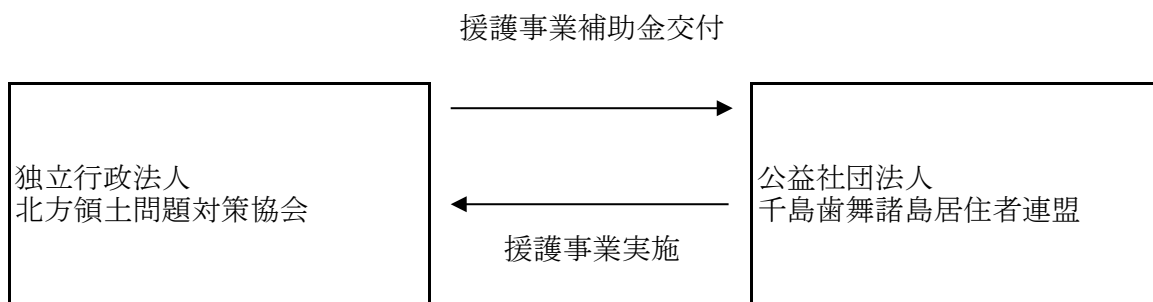 援護事業補助金交付
独立行政法人
北方領土問題対策協会
公益社団法人
千島歯舞諸島居住者連盟
援護事業実施